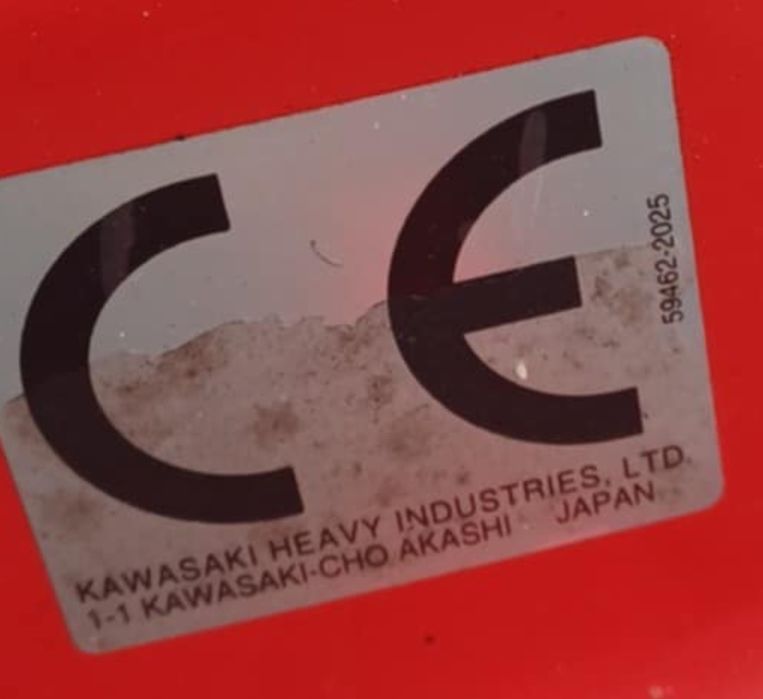 CE
59462-2025
KAWASAKI HEAVY INDUSTRIES, LTD.
1-1 KAWASAKI-CHO AKASHI JAPAN